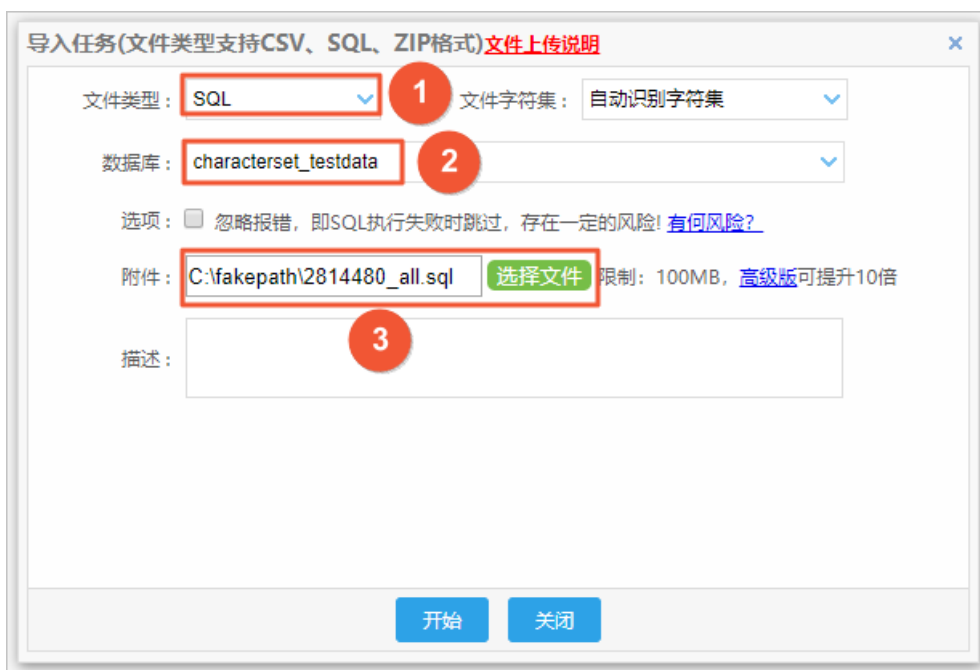 导入任务(文件类型支持CSV、SQL、ZIP格式)文件上传说明 ×
文件类型： SQL 1 文件字符集： 自动识别字符集
数据库： characterset_testdata 2
选项： 忽略报错，即SQL执行失败时跳过，存在一定的风险! 有何风险？
附件： C:\fakepath\2814480_all.sql 选择文件 限制：100MB，高级版可提升10倍
3
描述：
开始 关闭